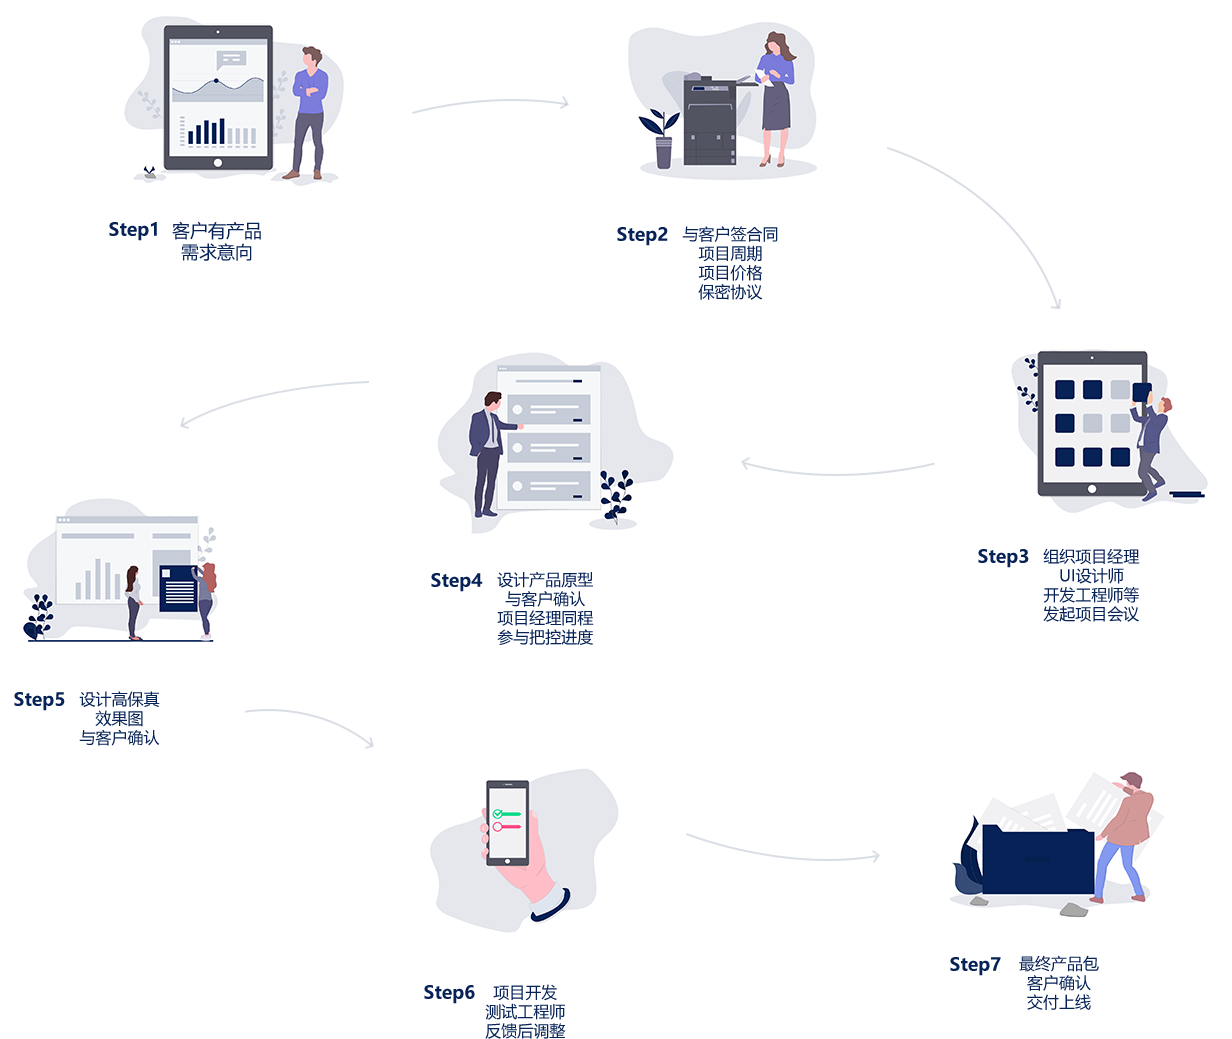 Step1 客户有产品
需求意向
Step2 与客户签合同
项目周期
项目价格
保密协议
Step3 组织项目经理
UI设计师
开发工程师等
发起项目会议
Step4 设计产品原型
与客户确认
项目经理同程
参与把控进度
Step5 设计高保真
效果图
与客户确认
Step6 项目开发
测试工程师
反馈后调整
Step7 最终产品包
客户确认
交付上线